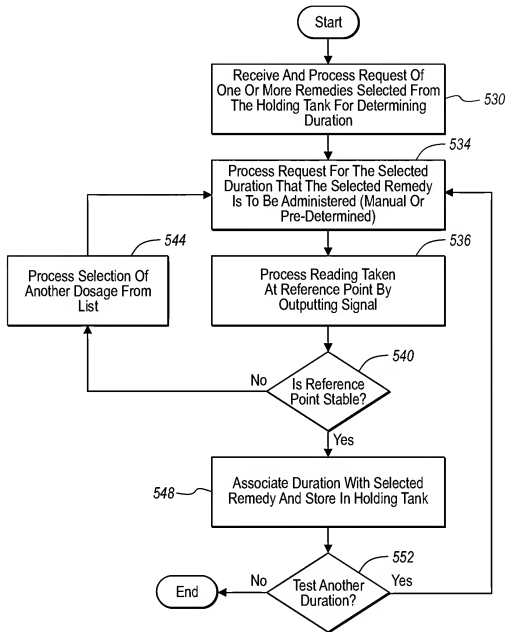 Start
Receive And Process Request Of
One Or More Remedies Selected From
The Holding Tank For Determining
Duration
530
534
Process Request For The Selected
Duration That The Selected Remedy
Is To Be Administered (Manual Or
Pre-Determined)
544
536
Process Selection Of
Another Dosage From
List
Process Reading Taken
At Reference Point By
Outputting Signal
540
No
Is Reference
Point Stable?
Yes
548
Associate Duration With Selected
Remedy And Store In Holding Tank
552
End
No
Test Another
Duration?
Yes